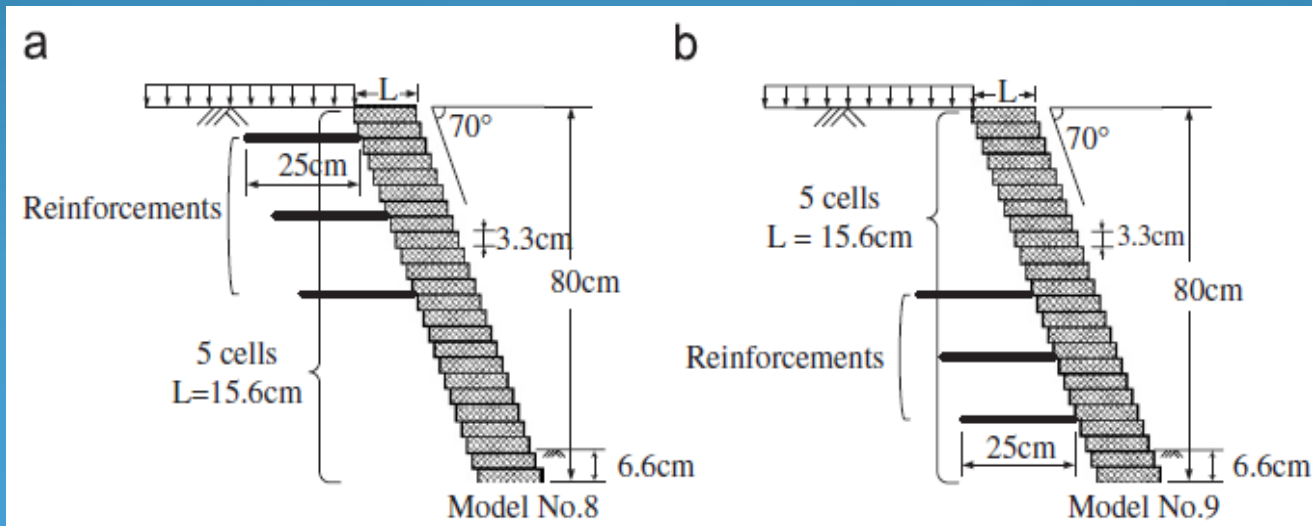 a
L
70°
25cm
Reinforcements
3.3cm
80cm
5 cells
L=15.6cm
6.6cm
Model No.8
b
L
70°
5 cells
L = 15.6cm
3.3cm
80cm
Reinforcements
25cm
6.6cm
Model No.9